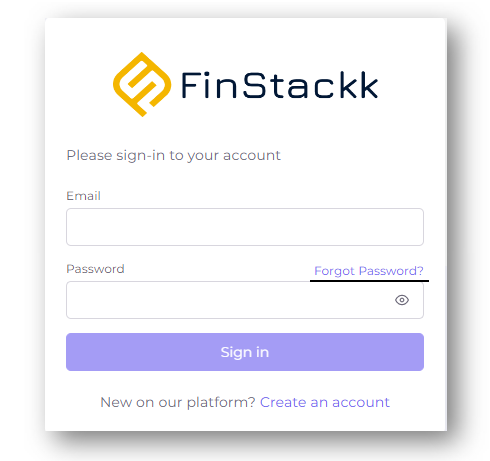 FinStackk
Please sign-in to your account
Email
Password
Forgot Password?
Sign in
New on our platform? Create an account